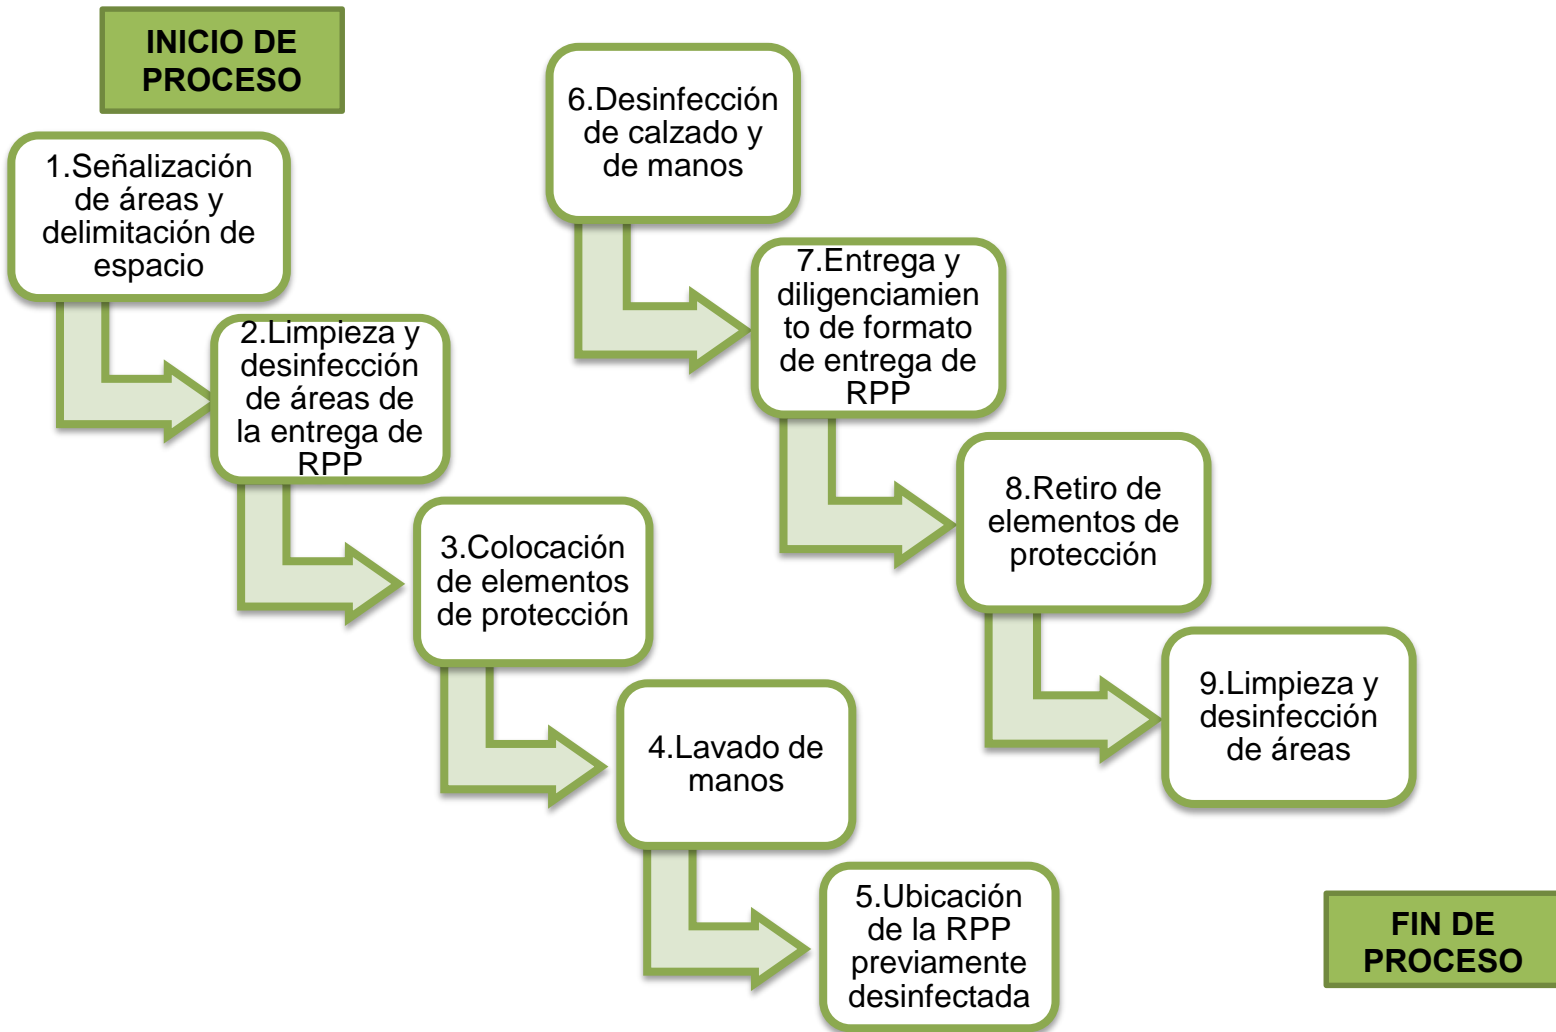 INICIO DE
PROCESO
1.Señalización
de áreas y
delimitación de
espacio
2.Limpieza y
desinfección
de áreas de
la entrega de
RPP
3.Colocación
de elementos
de protección
4.Lavado de
manos
5.Ubicación
de la RPP
previamente
desinfectada
6.Desinfección
de calzado y
de manos
7.Entrega y
diligenciamien
to de formato
de entrega de
RPP
8.Retiro de
elementos de
protección
9.Limpieza y
desinfección
de áreas
FIN DE
PROCESO